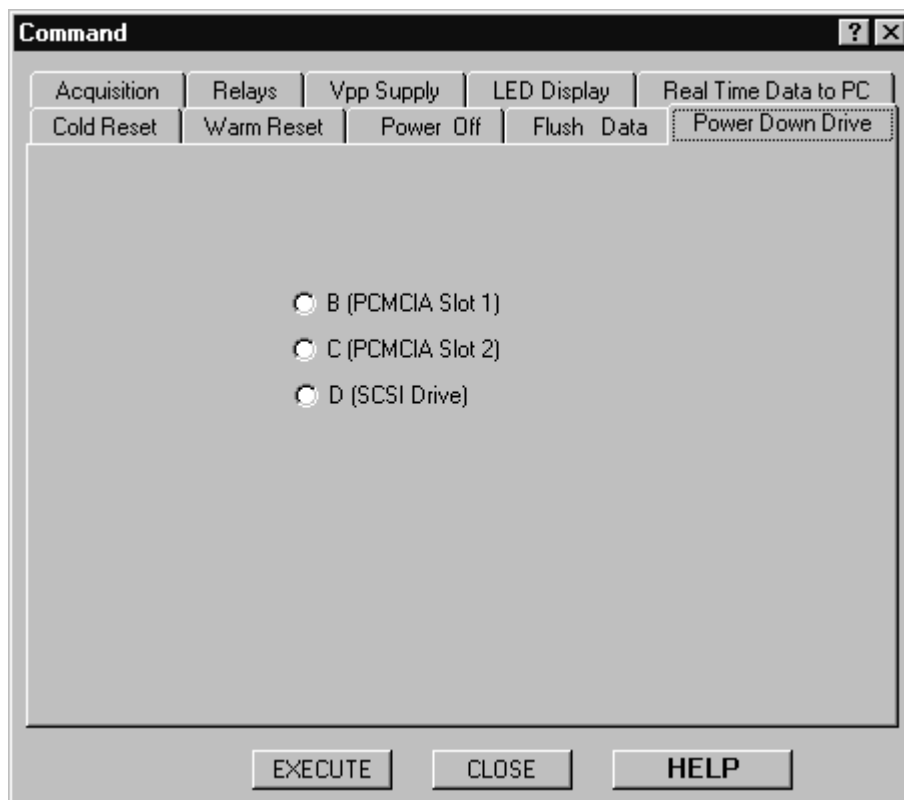 Command
Acquisition Relays Vpp Supply LED Display Real Time Data to PC
Cold Reset Warm Reset Power Off Flush Data Power Down Drive
B (PCMCIA Slot 1)
C (PCMCIA Slot 2)
D (SCSI Drive)
EXECUTE CLOSE HELP